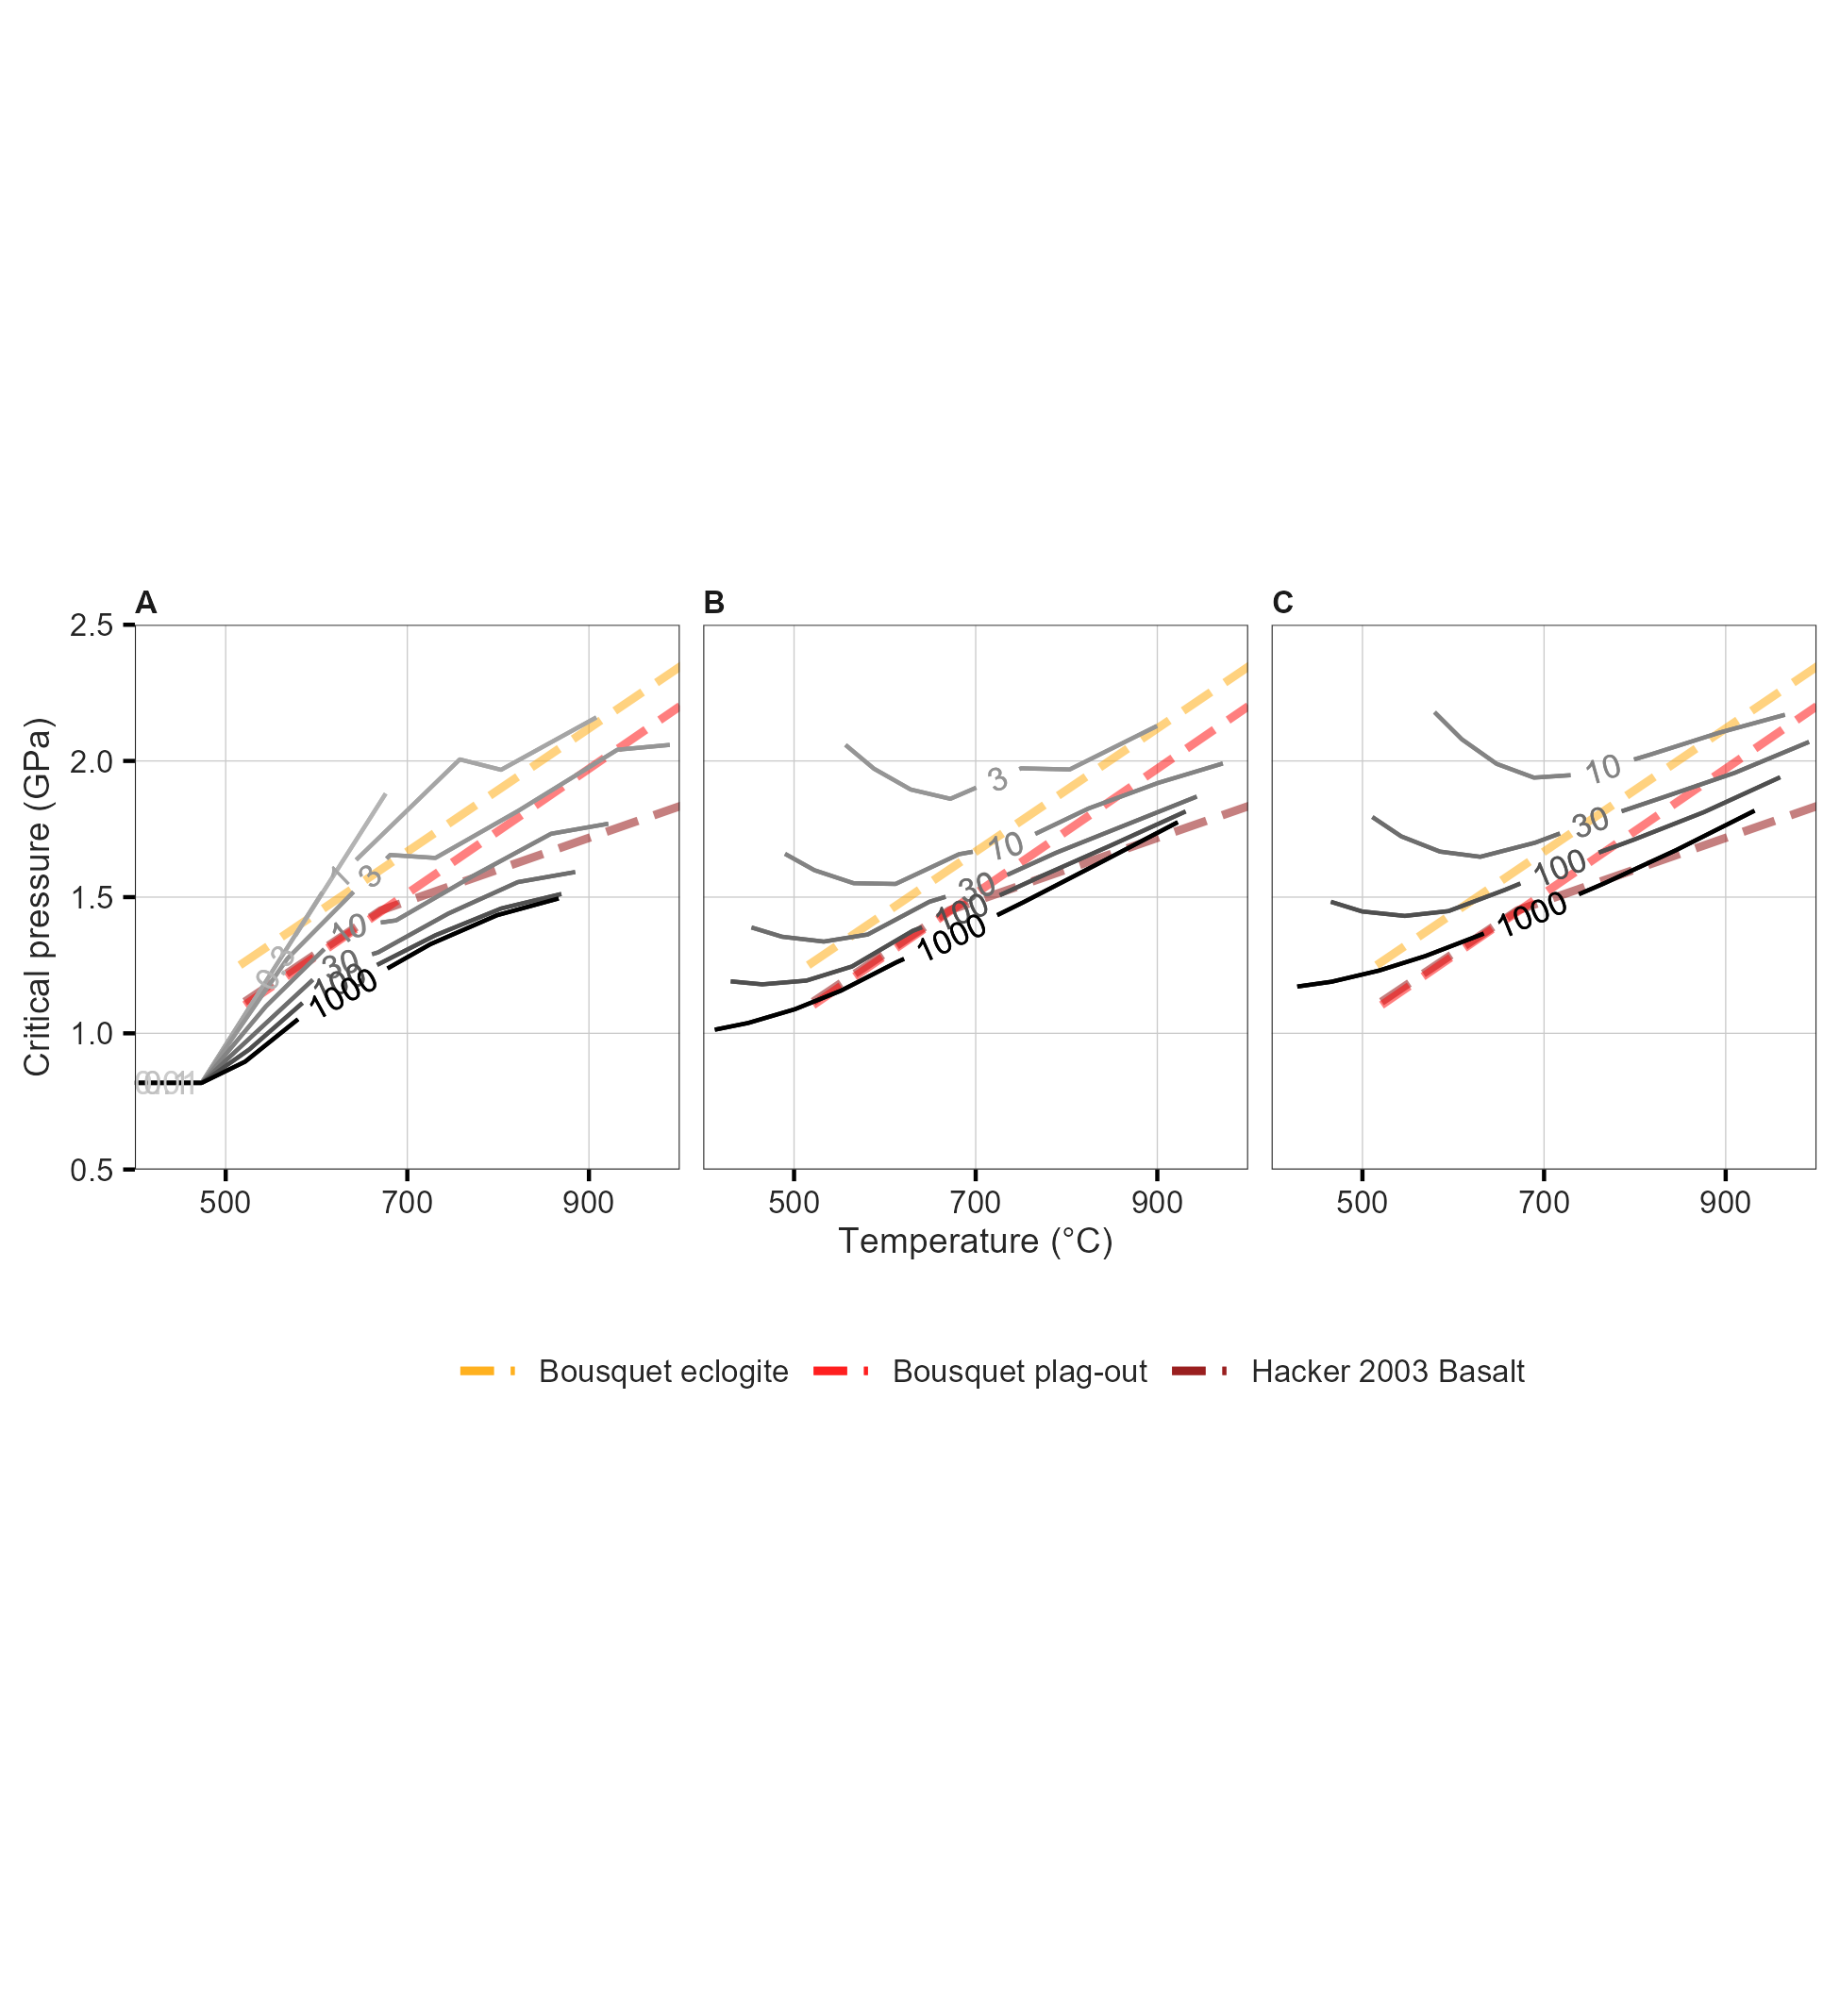 A B C
2.5
2.0
1.5
1.0
0.5
Critical pressure (GPa)
1 3 10 30 100 1000
3 10 30 100 1000
10 30 100 1000
500 700 900 500 700 900 500 700 900
Temperature (°C)
Bousquet eclogite Bousquet plag-out Hacker 2003 Basalt